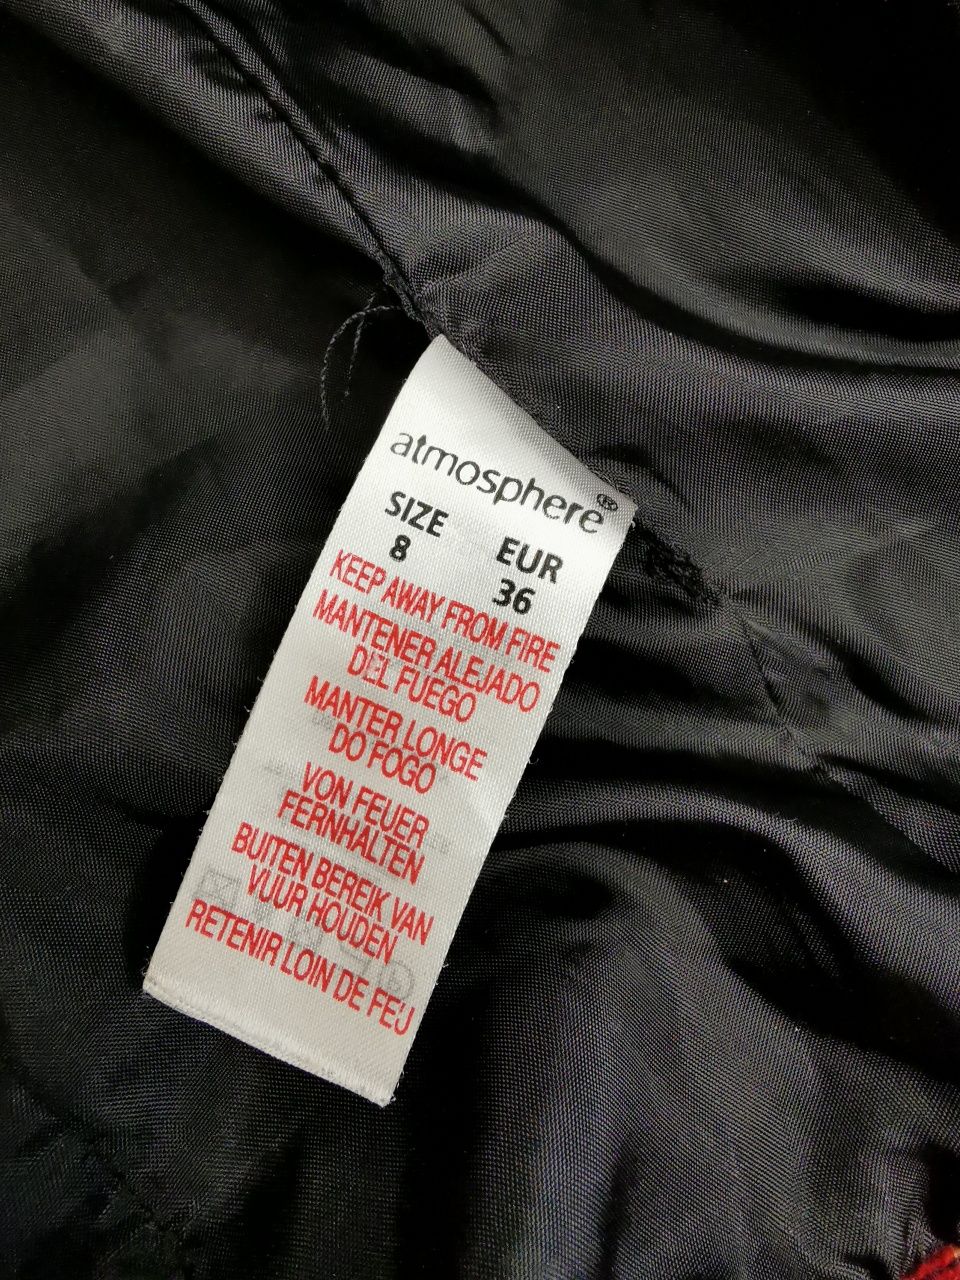 atmosphere®
SIZE EUR
8 36
KEEP AWAY FROM FIRE
MANTENER ALEJADO
DEL FUEGO
MANTER LONGE
DO FOGO
VON FEUER
FERNHALTEN
BUITEN BEREIK VAN
VUUR HOUDEN
RETENIR LOIN DE FEU